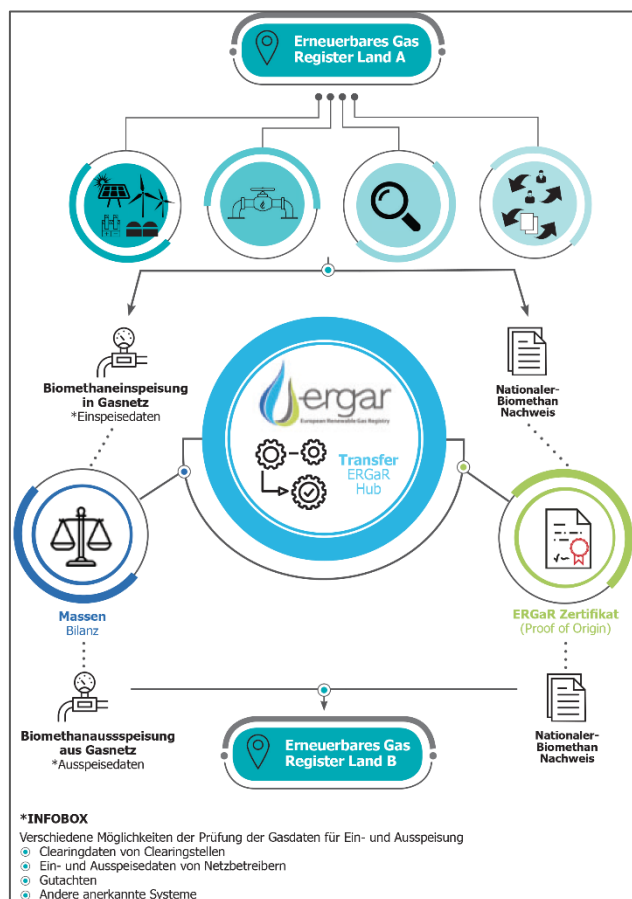 Erneuerbares Gas
Register Land A
Biomethaneinspeisung
in Gasnetz
*Einspeisedaten
Nationaler-
Biomethan
Nachweis
ergar
European Renewable Gas Registry
Transfer
ERGaR
Hub
Massen
Bilanz
ERGaR Zertifikat
(Proof of Origin)
Biomethanausspeisung
aus Gasnetz
*Ausspeisedaten
Erneuerbares Gas
Register Land B
Nationaler-
Biomethan
Nachweis
*INFOBOX
Verschiedene Möglichkeiten der Prüfung der Gasdaten für Ein- und Ausspeisung
Clearingdaten von Clearingstellen
Ein- und Ausspeisedaten von Netzbetreibern
Gutachten
Andere anerkannte Systeme